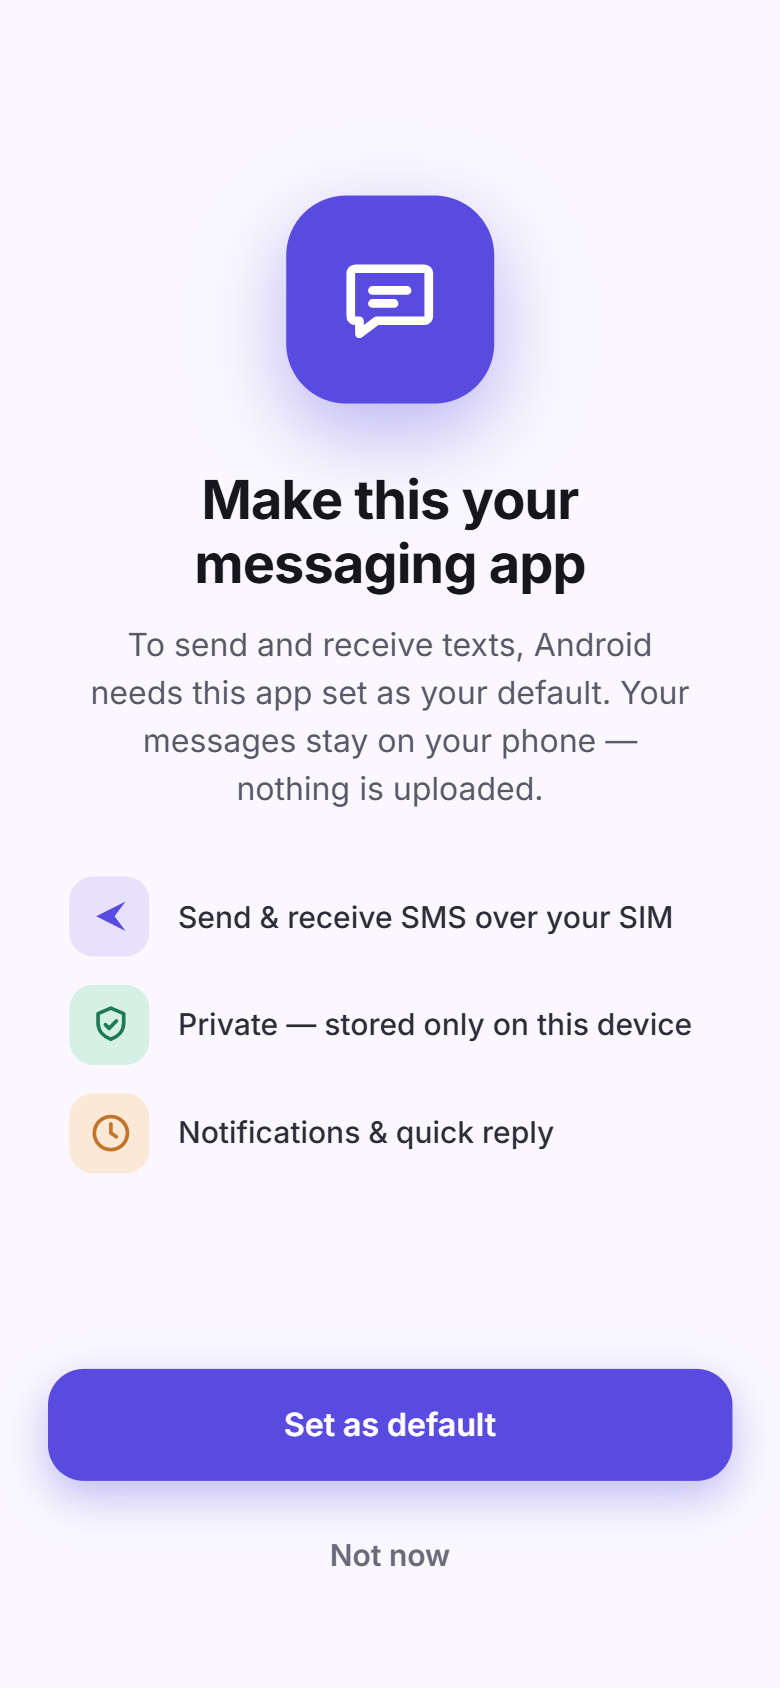 Make this your
messaging app
To send and receive texts, Android
needs this app set as your default. Your
messages stay on your phone —
nothing is uploaded.
Send & receive SMS over your SIM
Private — stored only on this device
Notifications & quick reply
Set as default
Not now